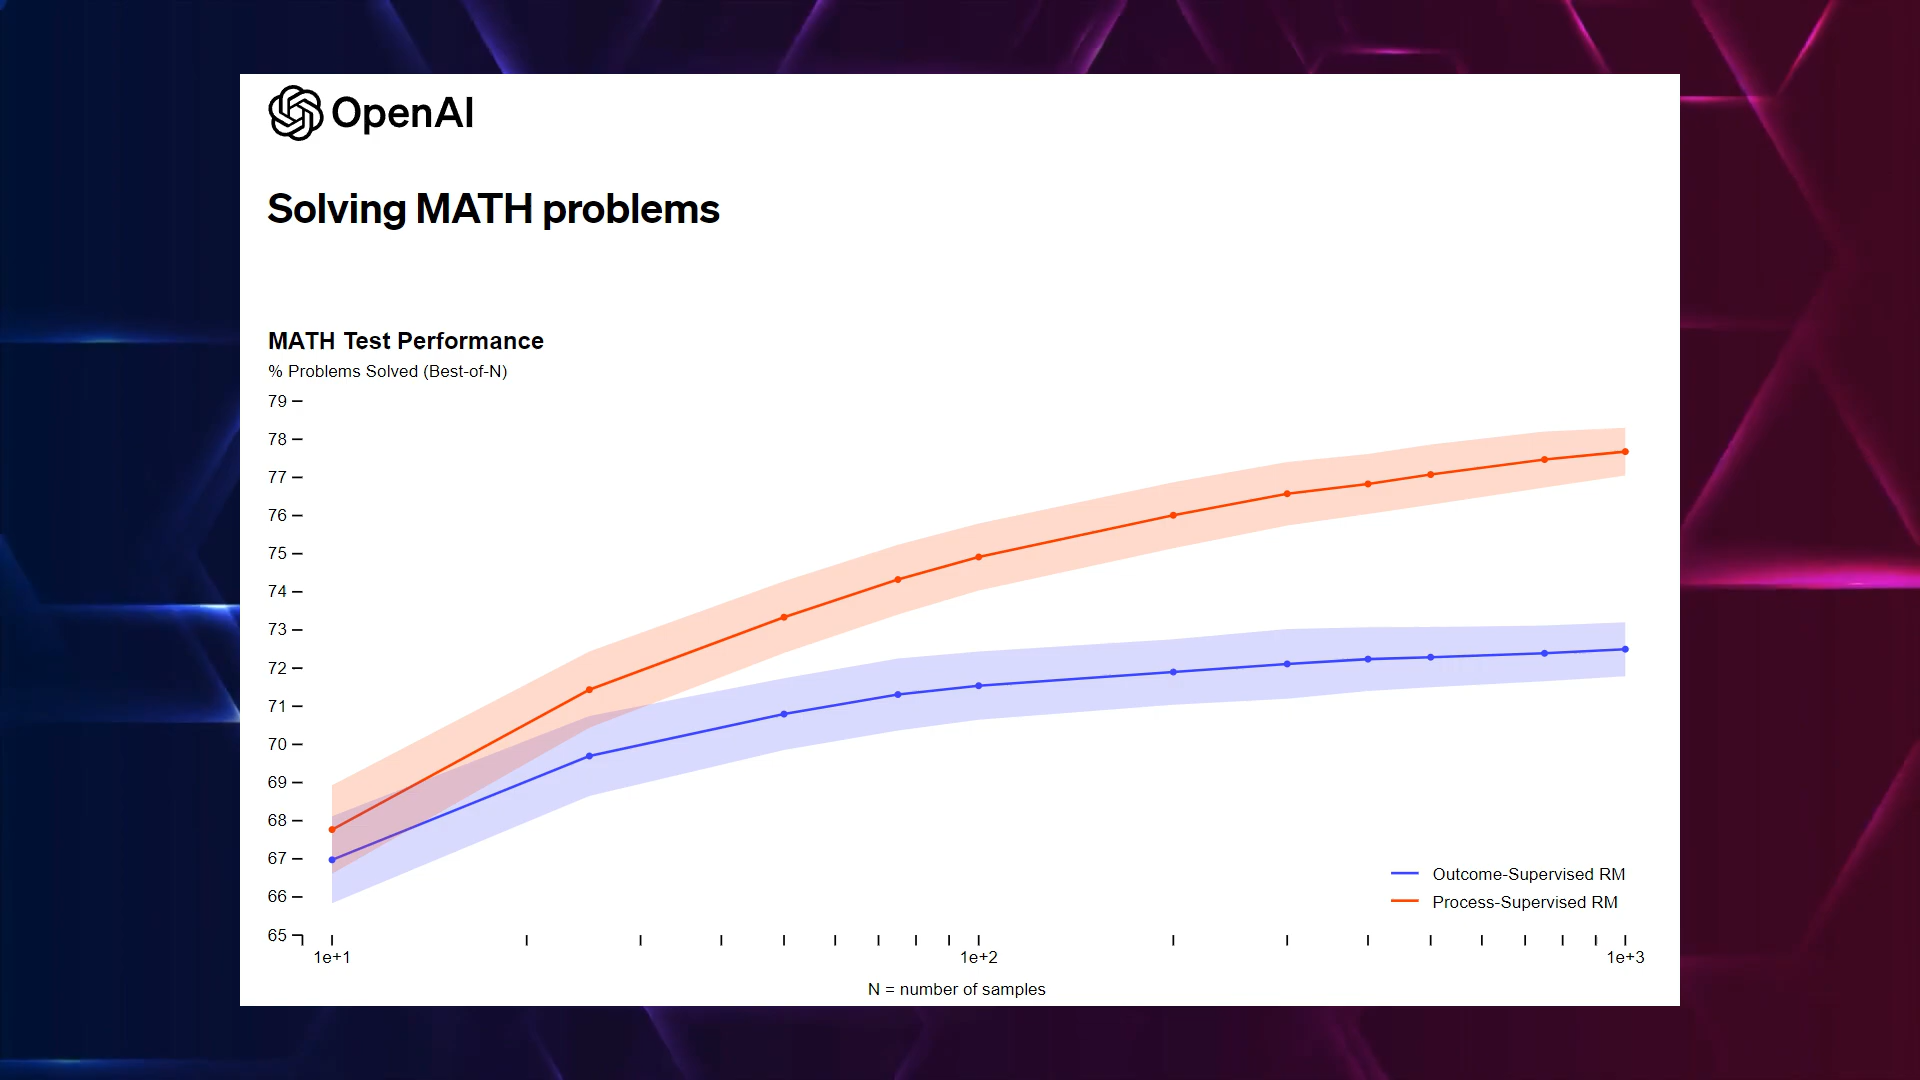 OpenAI
Solving MATH problems
MATH Test Performance
% Problems Solved (Best-of-N)
79
78
77
76
75
74
73
72
71
70
69
68
67
66
65
1e+1
1e+2
1e+3
N = number of samples
Outcome-Supervised RM
Process-Supervised RM